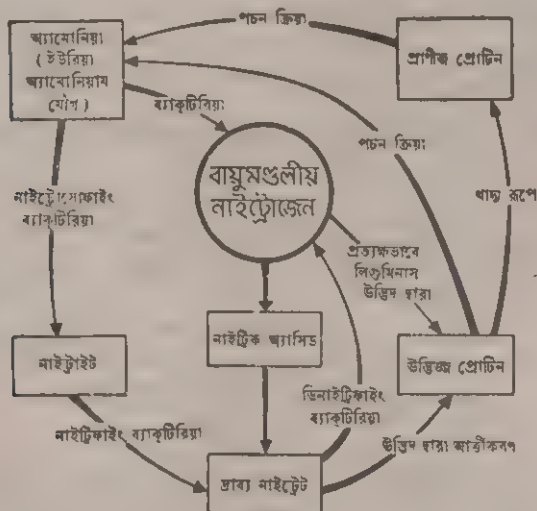 পচন ক্রিয়া
অ্যামোনিয়া
( ইউরিয়া
অ্যামোনিয়াম
যৌগ )
প্রাণীজ প্রোটিন
ব্যাকটিরিয়া
পচন ক্রিয়া
বায়ুমণ্ডলীয়
নাইট্রোজেন
খাদ্য রূপে
নাইট্রোসোফাইং
ব্যাকটিরিয়া
প্রত্যক্ষভাবে
লিগুমিনাস
উদ্ভিদ দ্বারা
নাইট্রিক অ্যাসিড
নাইট্রাইট
উদ্ভিজ্জ প্রোটিন
ডিনাইট্রিফাইং
ব্যাকটিরিয়া
নাইট্রিফাইং ব্যাকটিরিয়া
উদ্ভিদ দ্বারা আত্তীকরণ
দ্রাব্য নাইট্রেট